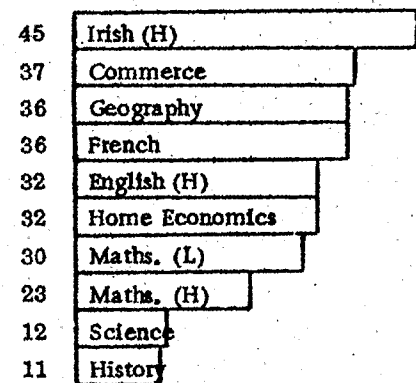 45 Irish (H)
37 Commerce
36 Geography
36 French
32 English (H)
32 Home Economics
30 Maths. (L)
23 Maths. (H)
12 Science
11 History